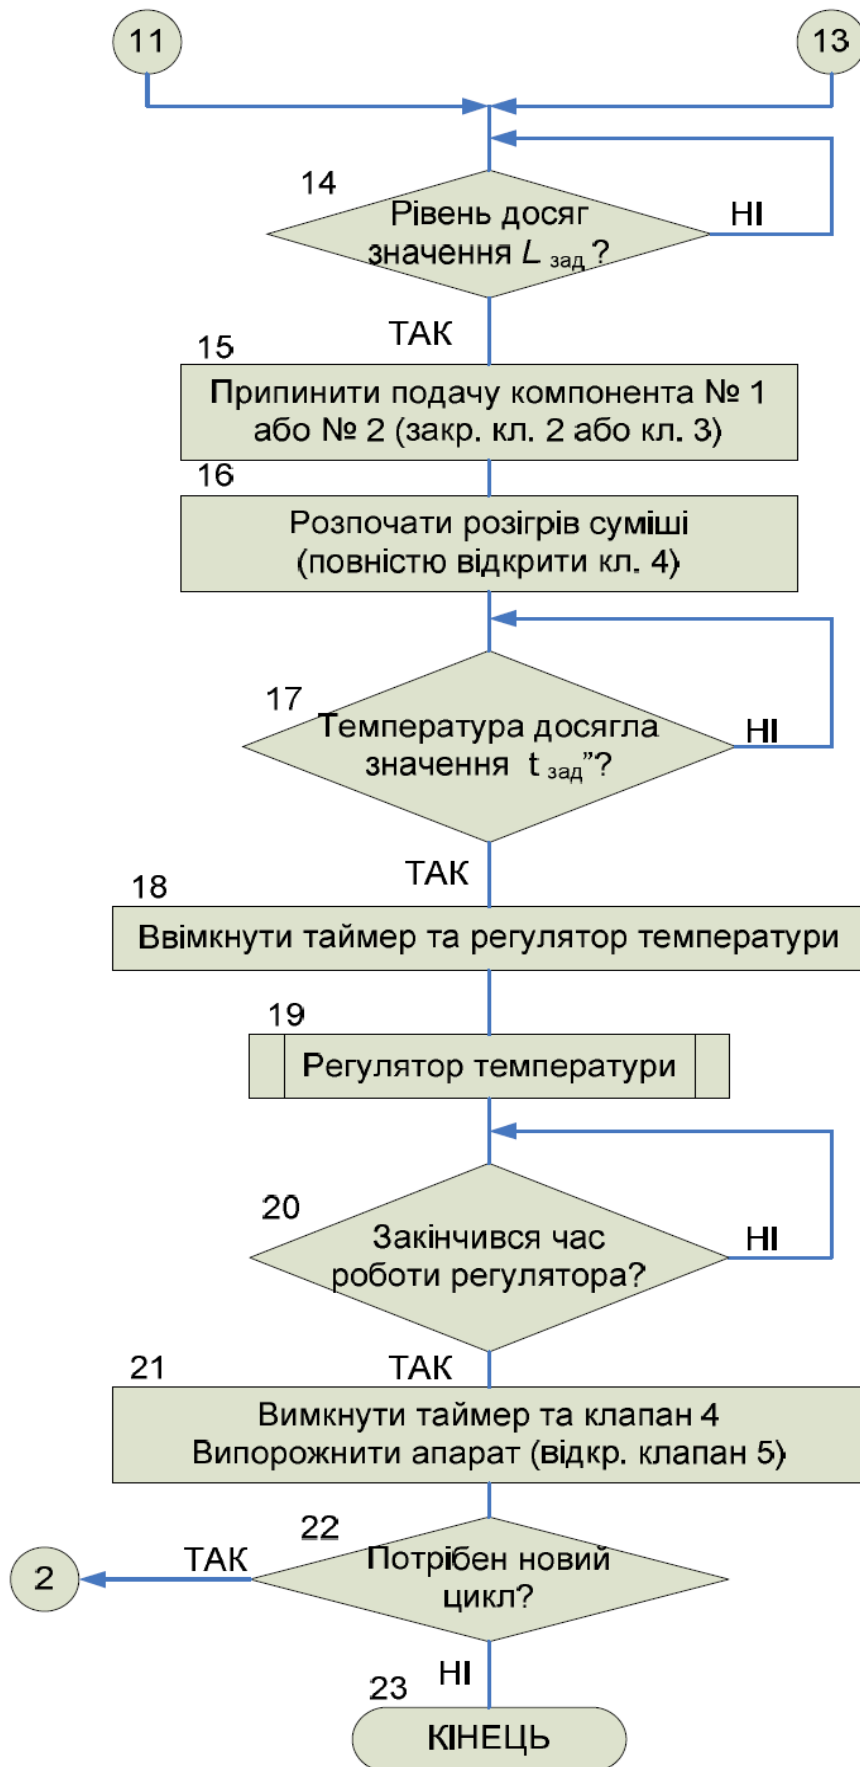 11
13
14
Рівень досяг
значення L зад ?
НІ
ТАК
15
Припинити подачу компонента № 1
або № 2 (закр. кл. 2 або кл. 3)
16
Розпочати розігрів суміші
(повністю відкрити кл. 4)
17
Температура досягла
значення t зад”?
НІ
ТАК
18
Ввімкнути таймер та регулятор температури
19
Регулятор температури
20
Закінчився час
роботи регулятора?
НІ
ТАК
21
Вимкнути таймер та клапан 4
Випорожнити апарат (відкр. клапан 5)
22
Потрібен новий
цикл?
ТАК
2
НІ
23
КІНЕЦЬ